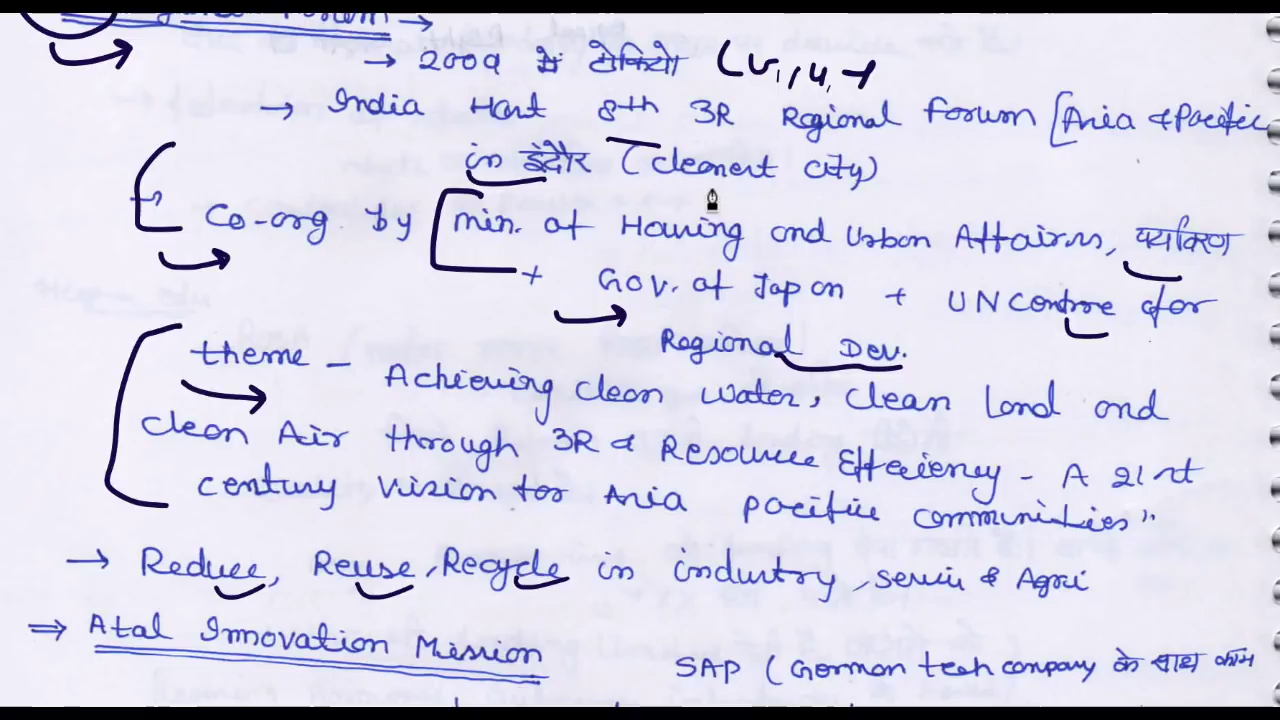 Forum →
→ 2009 में टोकियो
→ India Host 8th 3R Regional Forum [Asia & Pacific
in इंदौर (Cleanest city)
→ Co-org by [min. of Housing and Urban Affairs, पर्यावरण
+ Gov. of Japan + UN Centre for
Regional Dev.
theme - Achieving clean water, clean Land and
clean Air through 3R & Resource Efficiency - A 21st
century Vision for Asia pacific communities"
→ Reduce, Reuse, Recycle in industry, servic & Agri
⇒ Atal Innovation Mission
SAP (German tech company के साथ काम